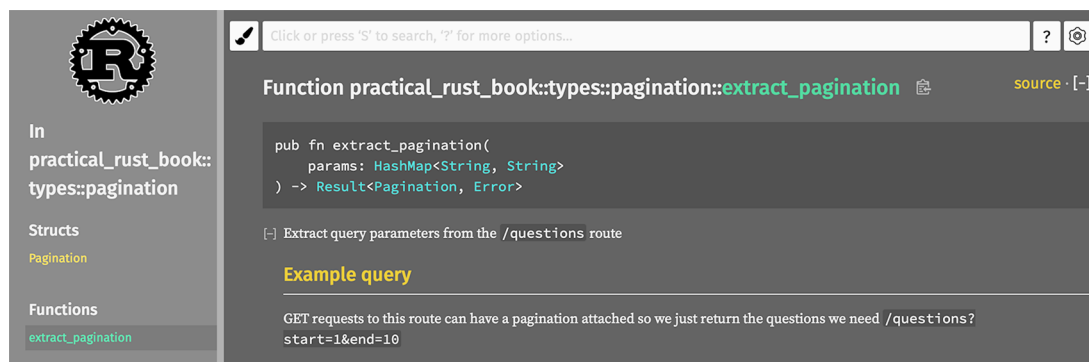 R
In
practical_rust_book::
types::pagination
Structs
Pagination
Functions
extract_pagination
Click or press ‘S’ to search, ‘?’ for more options…
?
Function practical_rust_book::types::pagination::extract_pagination
source · [-]
pub fn extract_pagination(
    params: HashMap<String, String>
) -> Result<Pagination, Error>
[-] Extract query parameters from the /questions route
Example query
GET requests to this route can have a pagination attached so we just return the questions we need /questions?
start=1&end=10